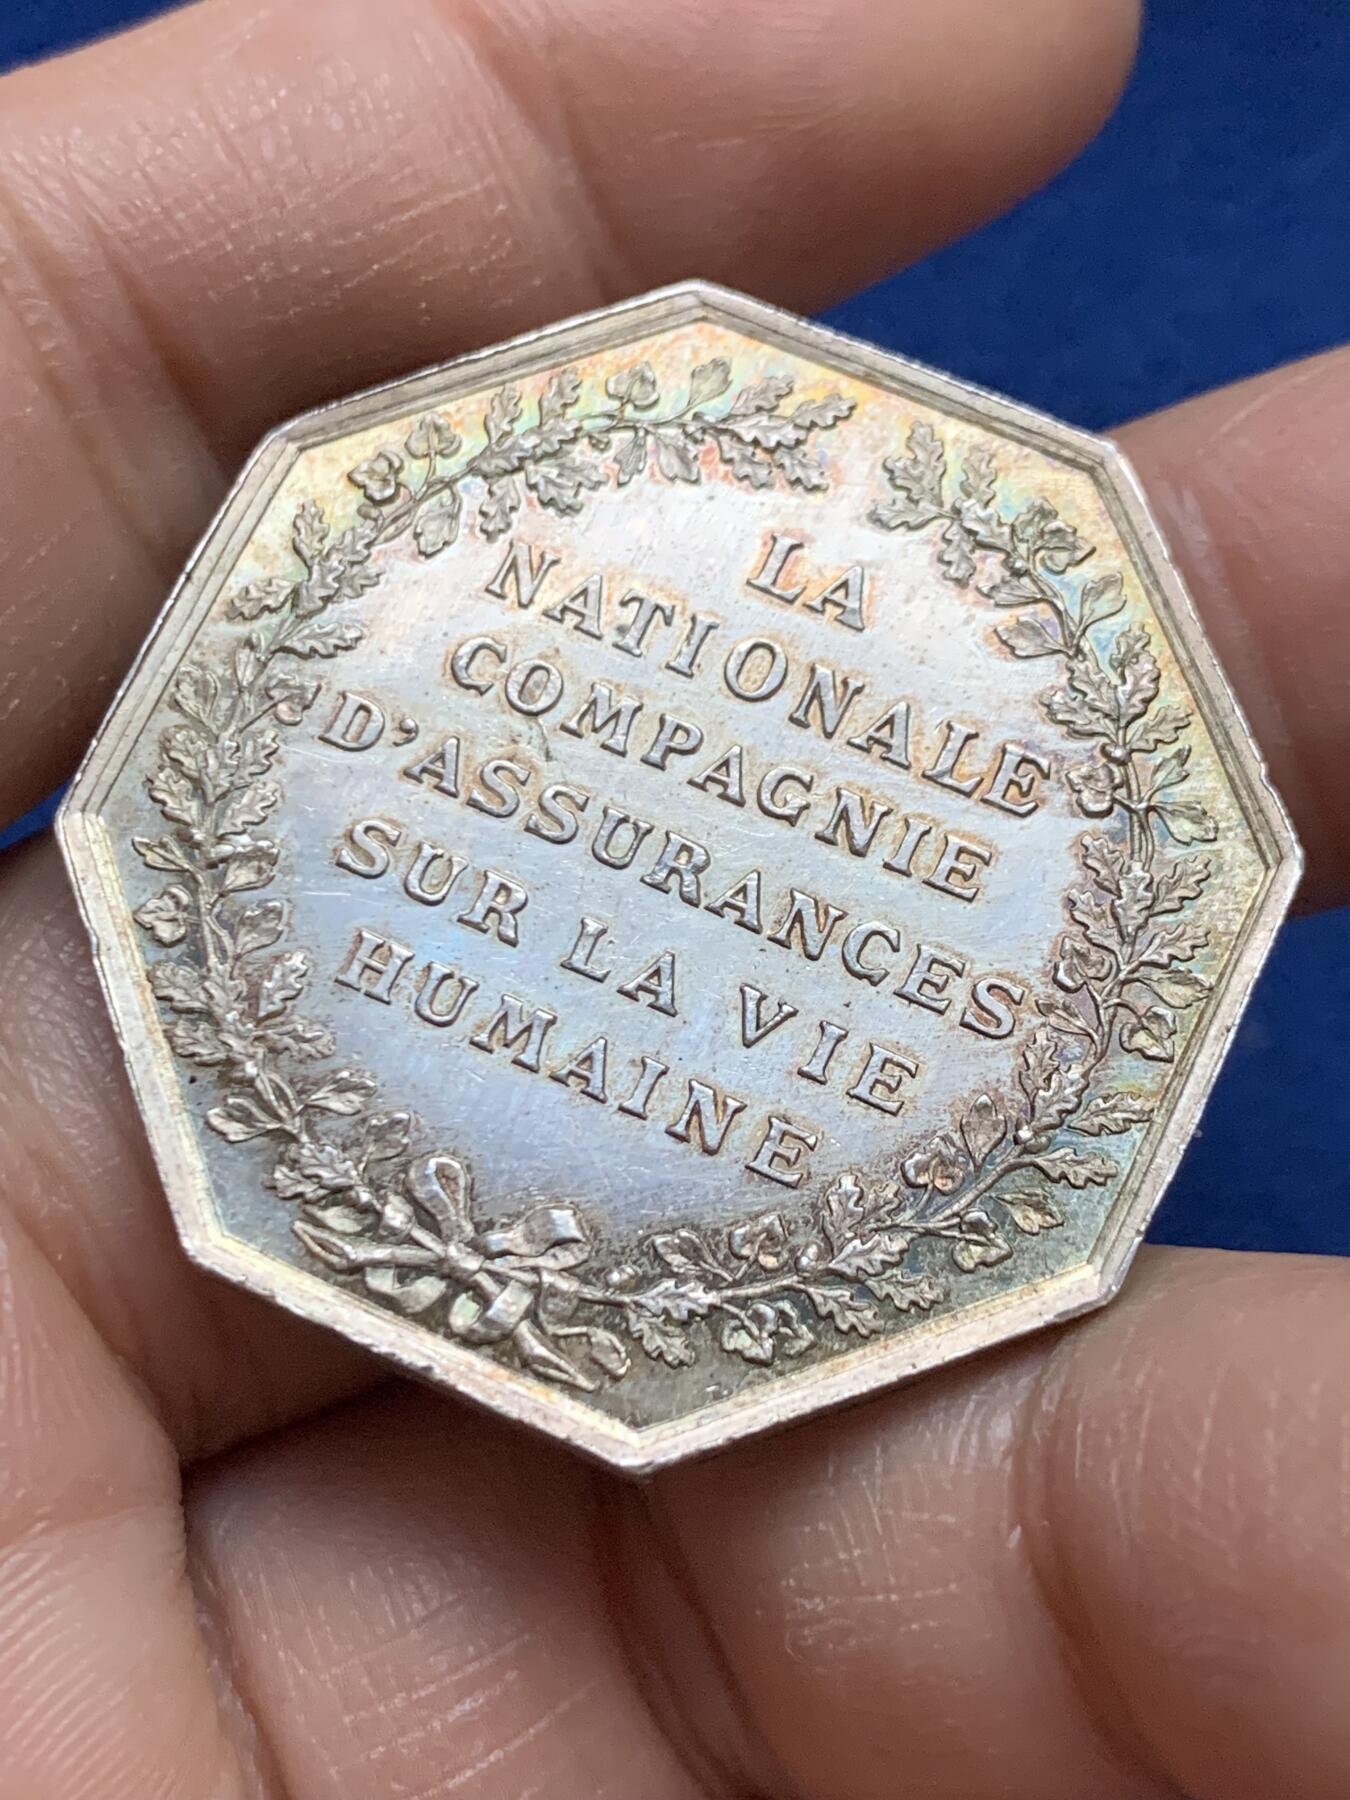 LA
NATIONALE
COMPAGNIE
D'ASSURANCES
SUR LA VIE
HUMAINE